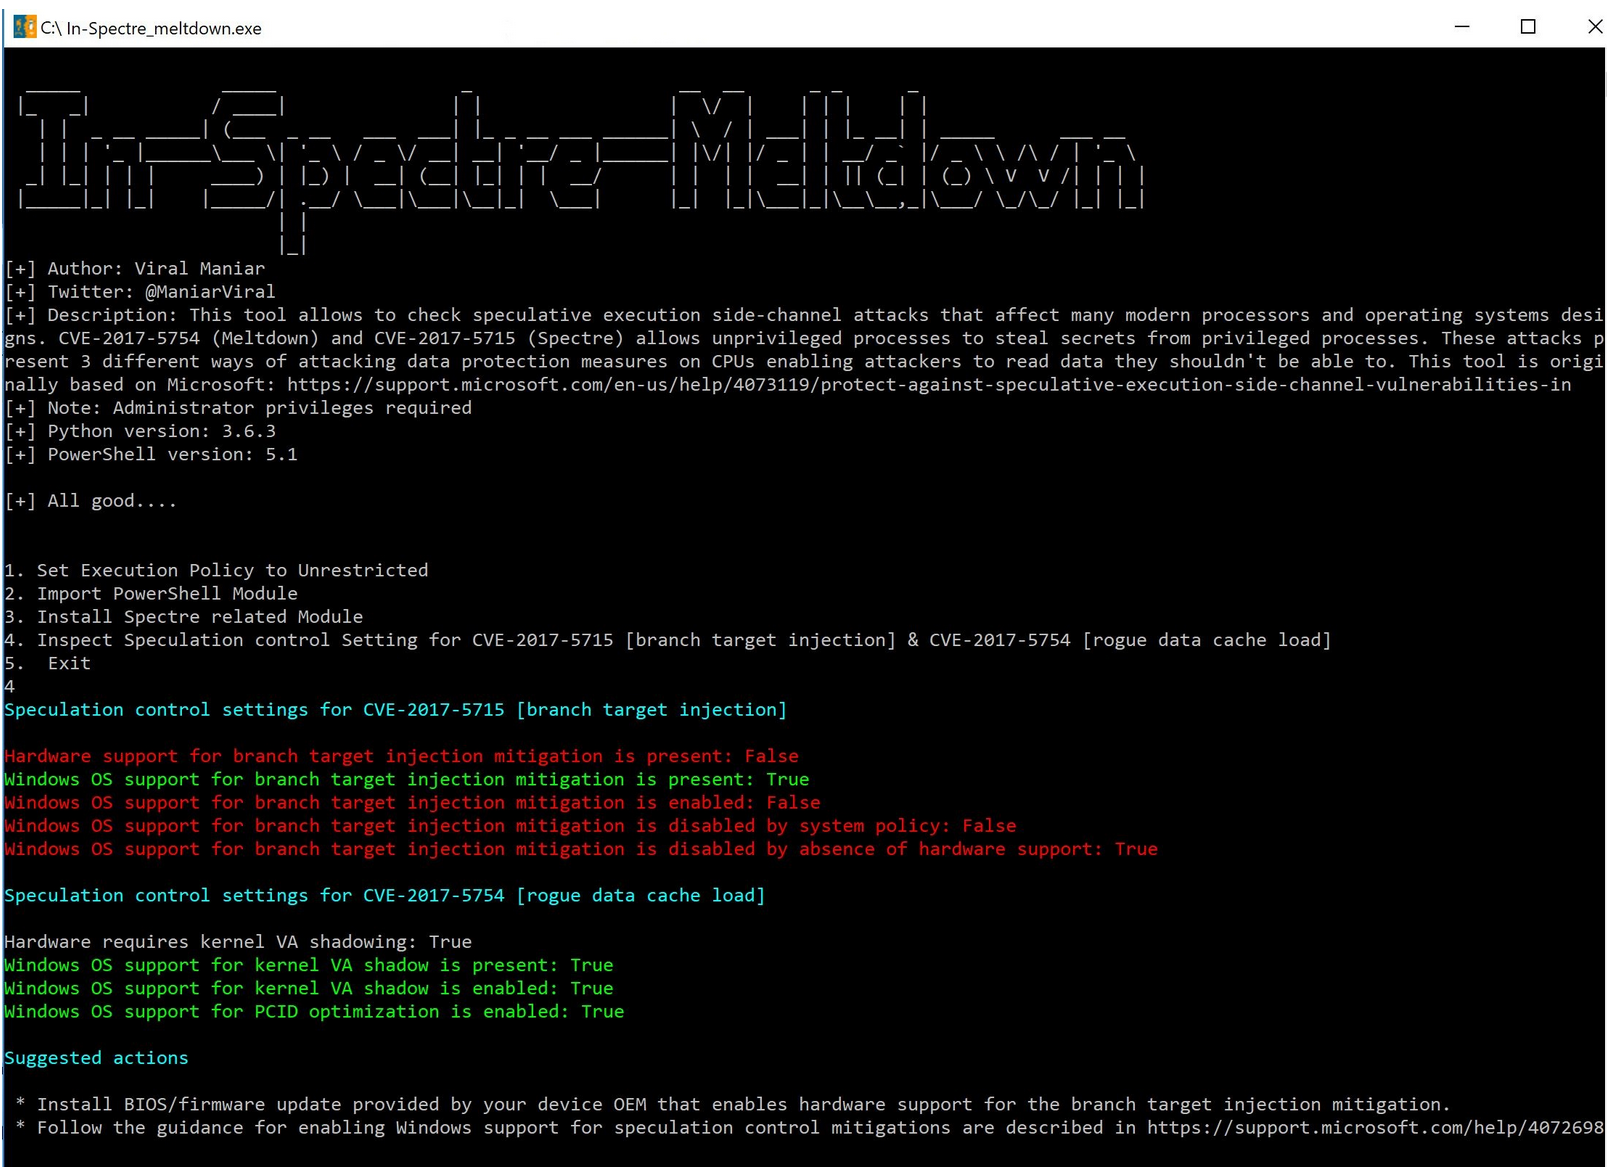 C:\ In-Spectre_meltdown.exe
In-Spectre-Meltdown
[+] Author: Viral Maniar
[+] Twitter: @ManiarViral
[+] Description: This tool allows to check speculative execution side-channel attacks that affect many modern processors and operating systems desi
gns. CVE-2017-5754 (Meltdown) and CVE-2017-5715 (Spectre) allows unprivileged processes to steal secrets from privileged processes. These attacks p
resent 3 different ways of attacking data protection measures on CPUs enabling attackers to read data they shouldn't be able to. This tool is origi
nally based on Microsoft: https://support.microsoft.com/en-us/help/4073119/protect-against-speculative-execution-side-channel-vulnerabilities-in
[+] Note: Administrator privileges required
[+] Python version: 3.6.3
[+] PowerShell version: 5.1
[+] All good....
1. Set Execution Policy to Unrestricted
2. Import PowerShell Module
3. Install Spectre related Module
4. Inspect Speculation control Setting for CVE-2017-5715 [branch target injection] & CVE-2017-5754 [rogue data cache load]
5.  Exit
4
Speculation control settings for CVE-2017-5715 [branch target injection]
Hardware support for branch target injection mitigation is present: False
Windows OS support for branch target injection mitigation is present: True
Windows OS support for branch target injection mitigation is enabled: False
Windows OS support for branch target injection mitigation is disabled by system policy: False
Windows OS support for branch target injection mitigation is disabled by absence of hardware support: True
Speculation control settings for CVE-2017-5754 [rogue data cache load]
Hardware requires kernel VA shadowing: True
Windows OS support for kernel VA shadow is present: True
Windows OS support for kernel VA shadow is enabled: True
Windows OS support for PCID optimization is enabled: True
Suggested actions
* Install BIOS/firmware update provided by your device OEM that enables hardware support for the branch target injection mitigation.
* Follow the guidance for enabling Windows support for speculation control mitigations are described in https://support.microsoft.com/help/4072698